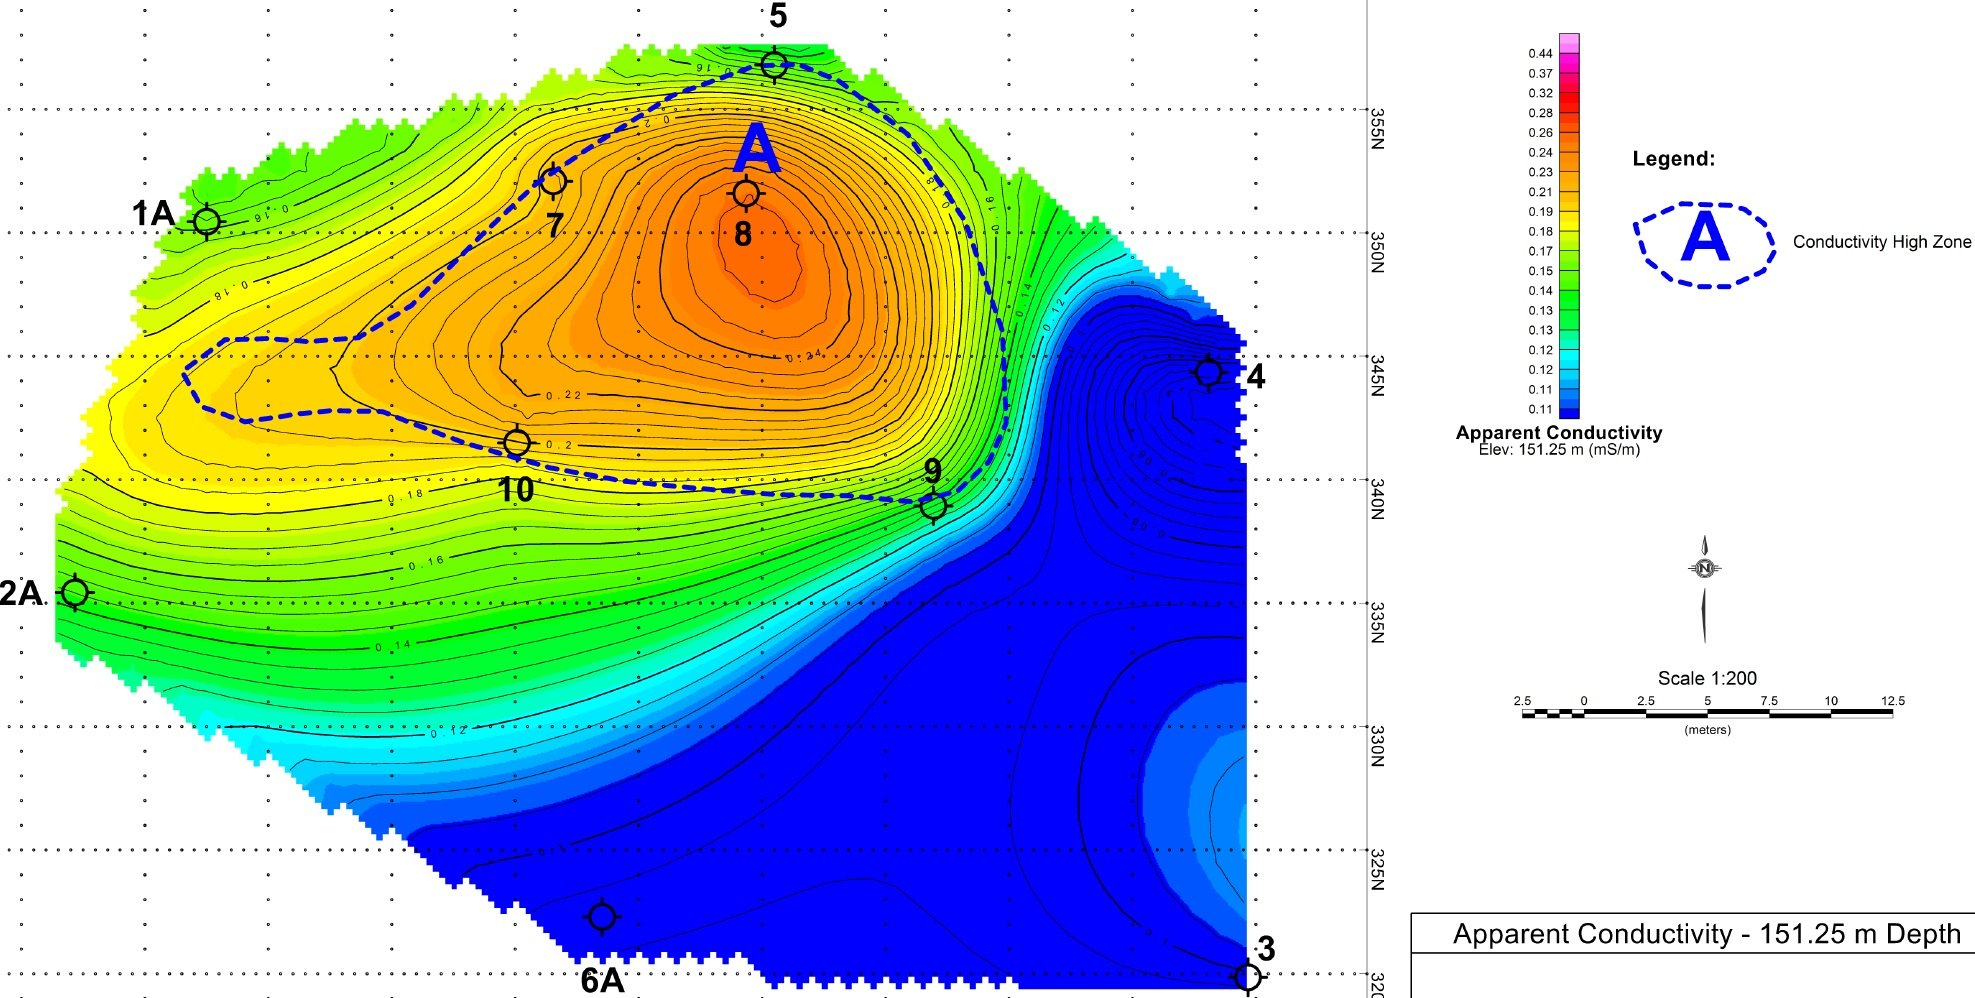 5
0.16
A
0.2
355N
1A
0.16
7
8
0.18
0.16
350N
0.18
0.14
0.12
0.24
345N
4
0.22
10
0.2
9
0.18
340N
0.08
0.16
2A
335N
0.14
0.12
330N
325N
6A
3
320
0.44
0.37
0.32
0.28
0.26
0.24
0.23
0.21
0.19
0.18
0.17
0.15
0.14
0.13
0.13
0.12
0.12
0.11
0.11
Apparent Conductivity
Elev: 151.25 m (mS/m)
Legend:
A
Conductivity High Zone
N
Scale 1:200
2.5 0 2.5 5 7.5 10 12.5
(meters)
Apparent Conductivity - 151.25 m Depth